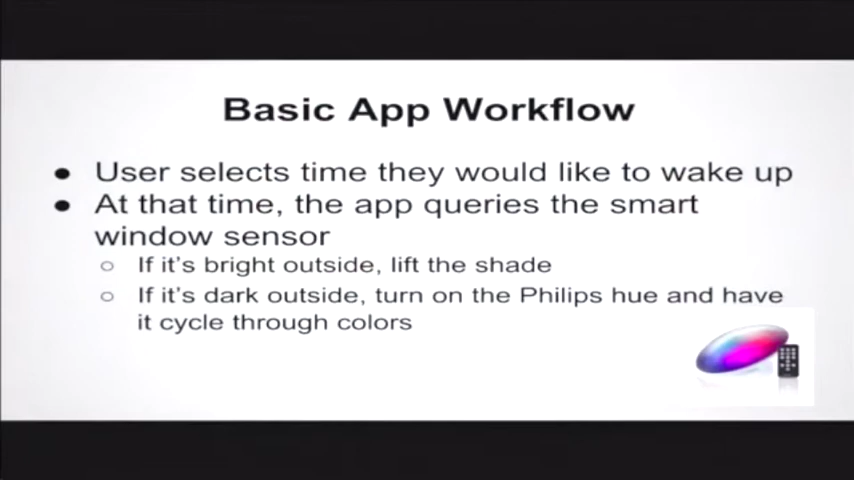 Basic App Workflow
● User selects time they would like to wake up
● At that time, the app queries the smart
window sensor
○ If it's bright outside, lift the shade
○ If it's dark outside, turn on the Philips hue and have
it cycle through colors